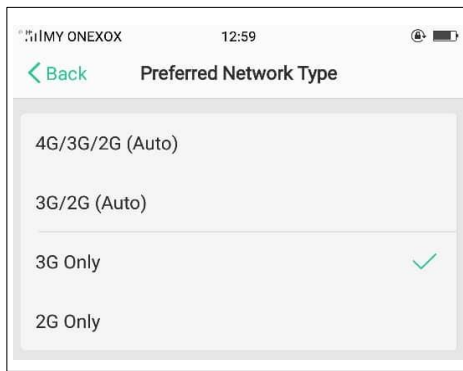 MY ONEXOX 12:59
Back Preferred Network Type
4G/3G/2G (Auto)
3G/2G (Auto)
3G Only
2G Only